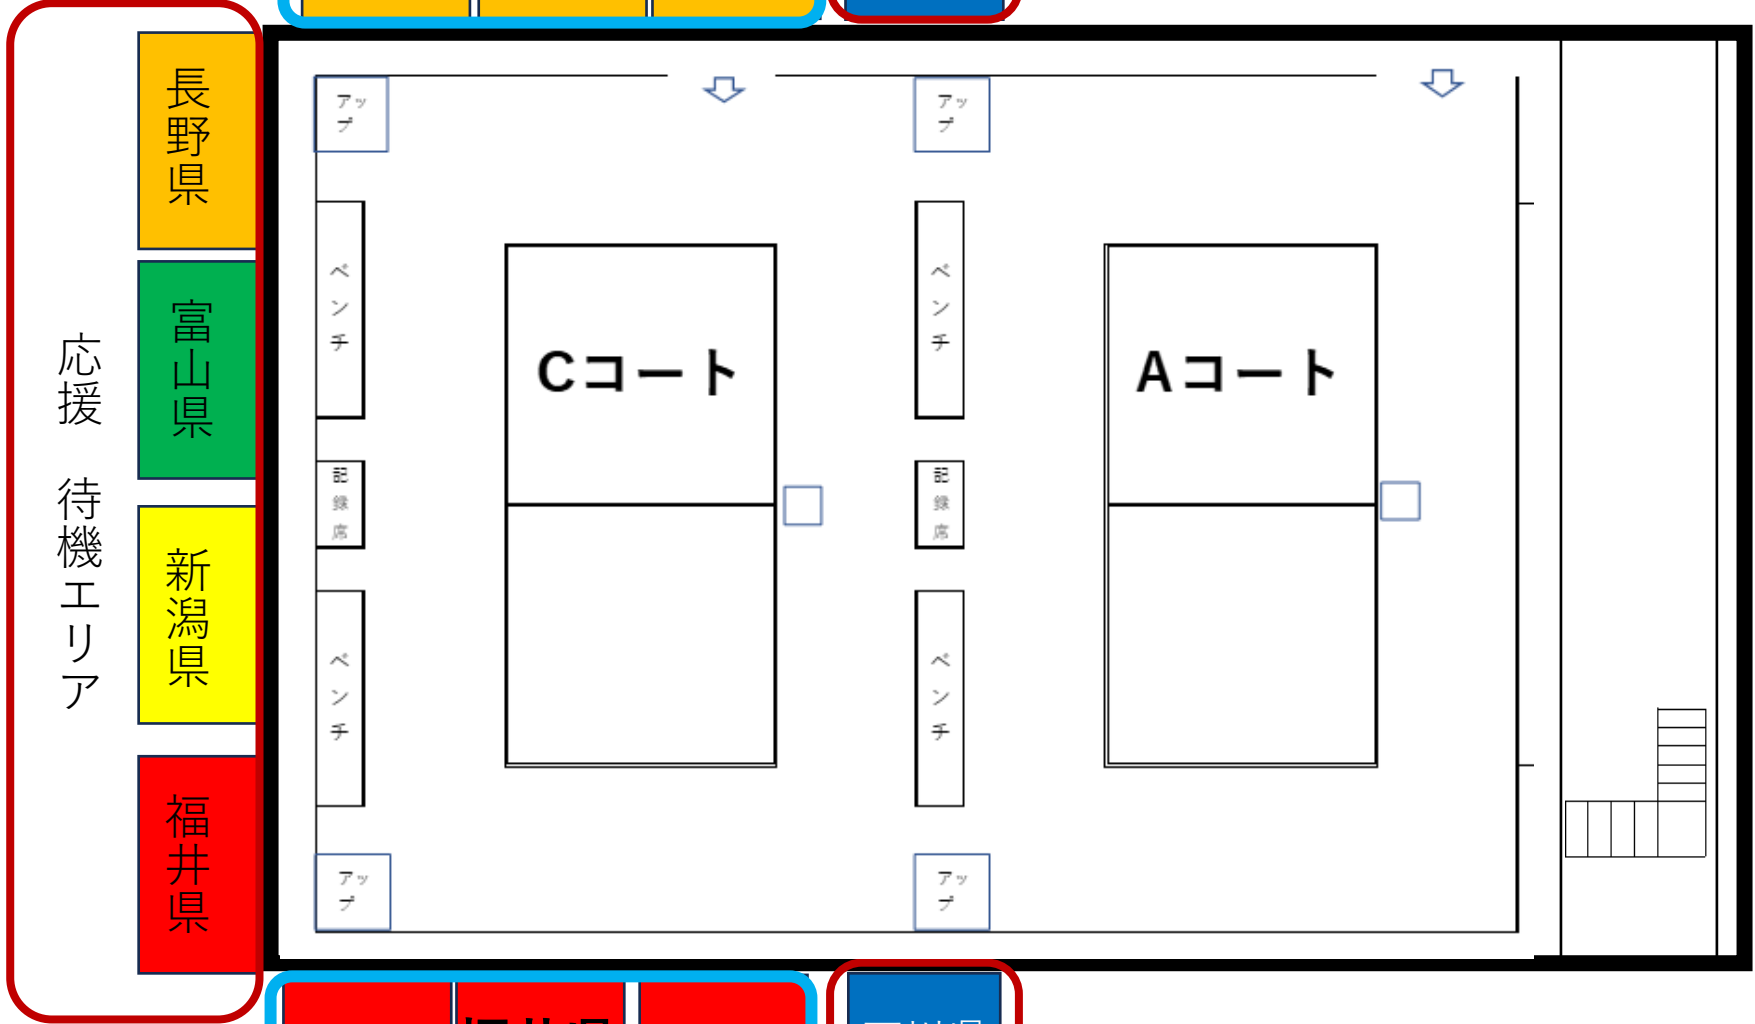 長野県
富山県
新潟県
福井県
応援　待機エリア
アップ
アップ
ベンチ
ベンチ
Cコート
Aコート
記録席
記録席
ベンチ
ベンチ
アップ
アップ